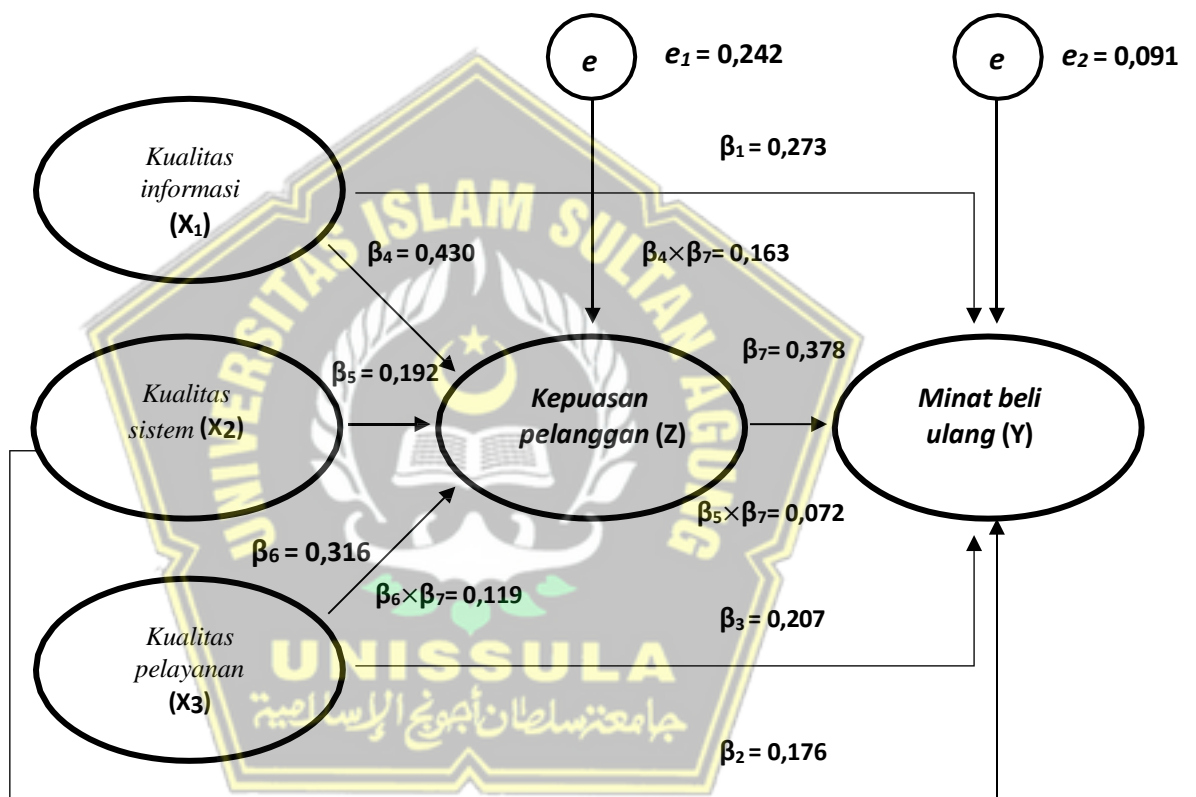 e
e1 = 0,242
e
e2 = 0,091
β1 = 0,273
Kualitas
informasi
(X1)
β4 = 0,430
β4×β7= 0,163
β7= 0,378
β5 = 0,192
Kualitas
sistem (X2)
Kepuasan
pelanggan (Z)
Minat beli
ulang (Y)
β5×β7= 0,072
β6 = 0,316
β6×β7= 0,119
β3 = 0,207
Kualitas
pelayanan
(X3)
β2 = 0,176
UNIVERSITAS ISLAM SULTAN AGUNG
UNISSULA
جامعة سلطان أجونج الإسلامية